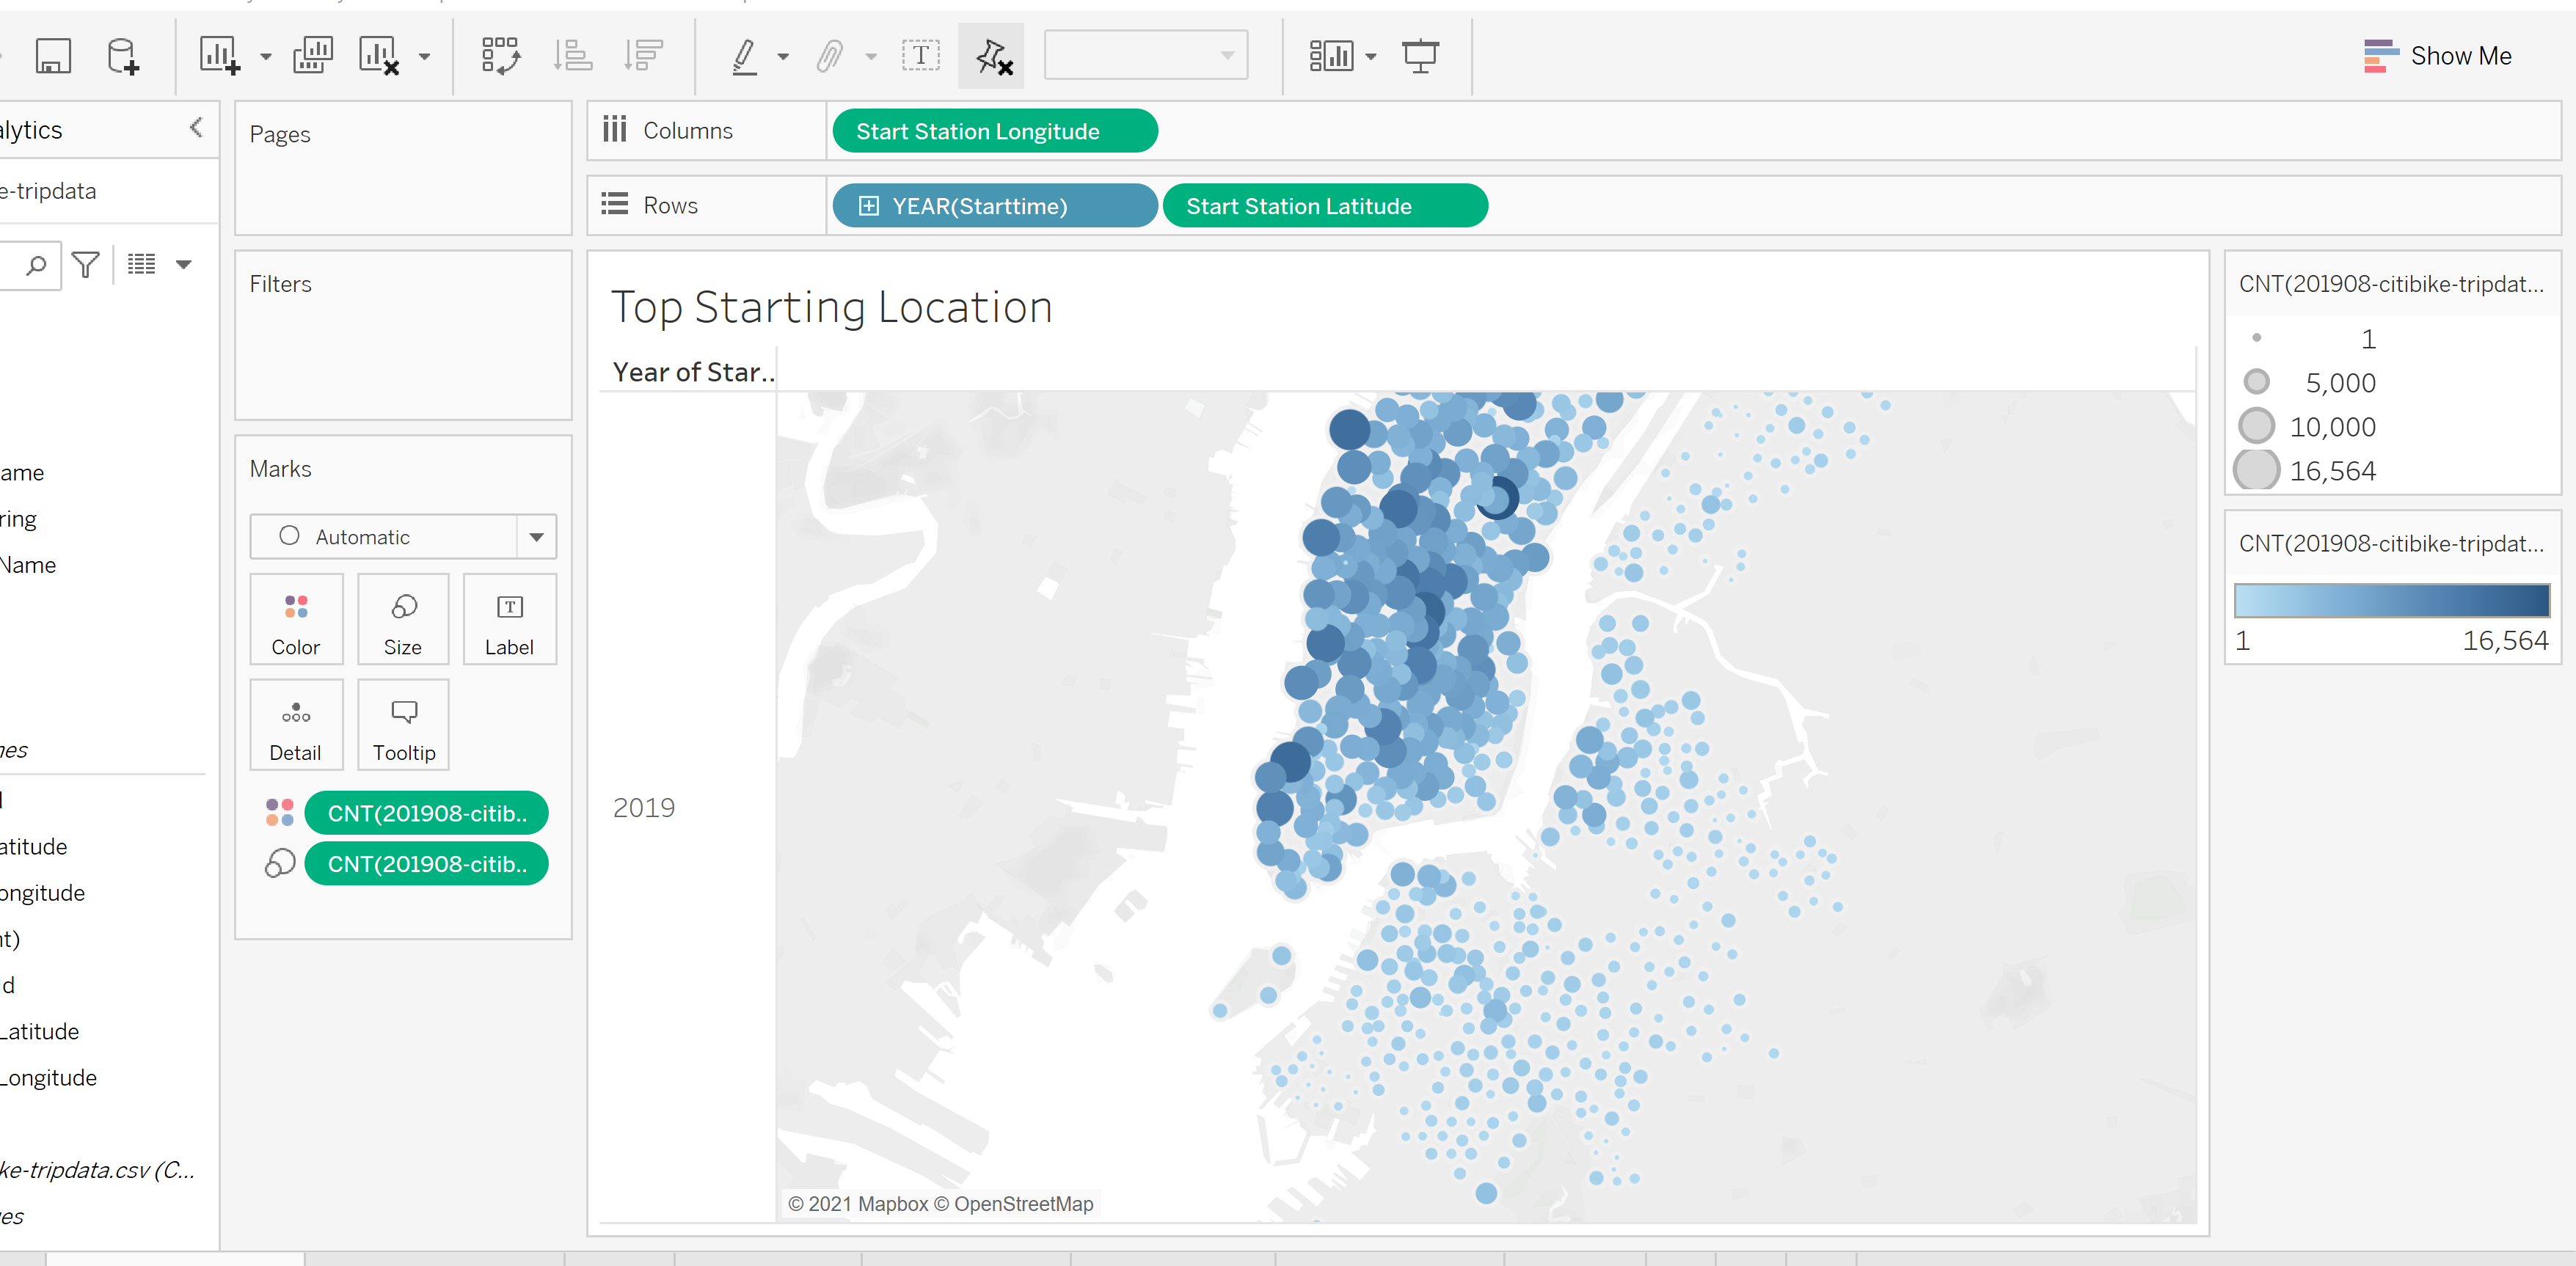 Show Me
alytics
Pages
Columns
Start Station Longitude
e-tripdata
Rows
YEAR(Starttime)
Start Station Latitude
Filters
Top Starting Location
Year of Star..
2019
© 2021 Mapbox © OpenStreetMap
Marks
Automatic
Color
Size
Label
Detail
Tooltip
CNT(201908-citib..
CNT(201908-citib..
ame
ring
Name
nes
atitude
ongitude
nt)
d
Latitude
Longitude
ke-tripdata.csv (C...
es
CNT(201908-citibike-tripdat...
1
5,000
10,000
16,564
CNT(201908-citibike-tripdat...
1
16,564